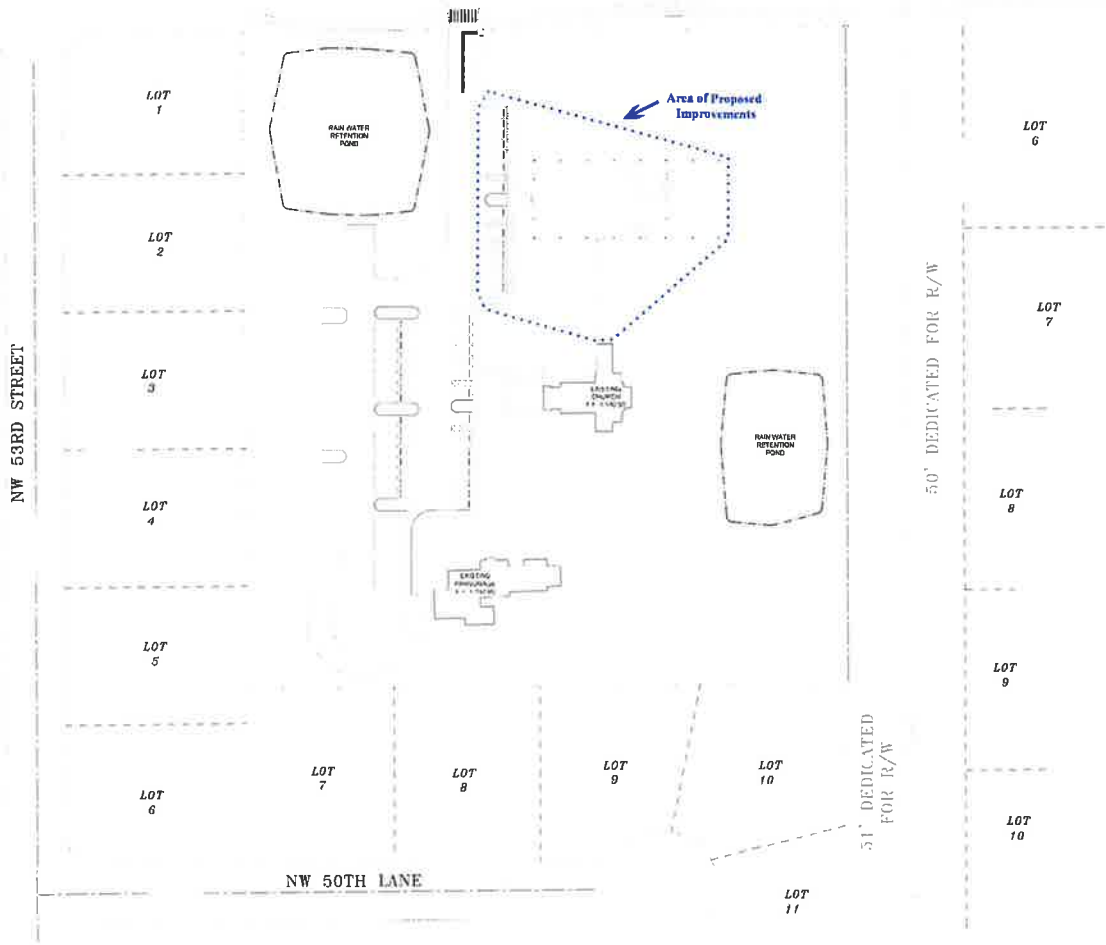 LOT
1
RAIN WATER
RETENTION
POND
Area of Proposed
Improvements
LOT
6
LOT
2
NW 53RD STREET
LOT
3
50' DEDICATED FOR R/W
LOT
7
EXISTING
CHURCH
RAIN WATER
RETENTION
POND
LOT
4
LOT
8
EXISTING
LOT
5
LOT
9
LOT
6
LOT
7
LOT
8
LOT
9
LOT
10
51' DEDICATED
FOR R/W
LOT
10
NW 50TH LANE
LOT
11